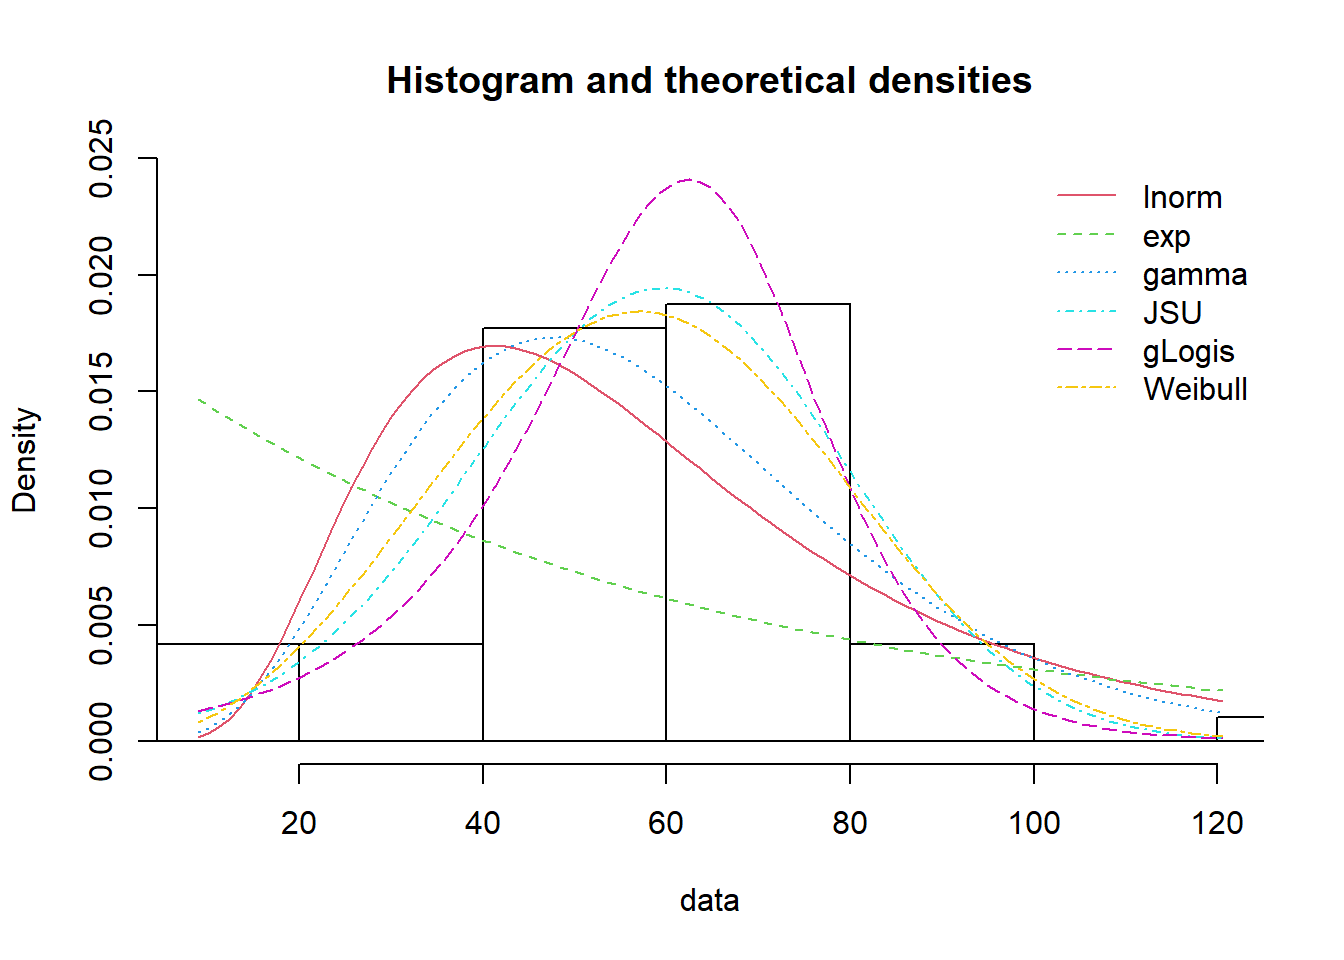 Histogram and theoretical densities
Density
0.025
0.020
0.015
0.010
0.005
0.000
lnorm
exp
gamma
JSU
gLogis
Weibull
20 40 60 80 100 120
data